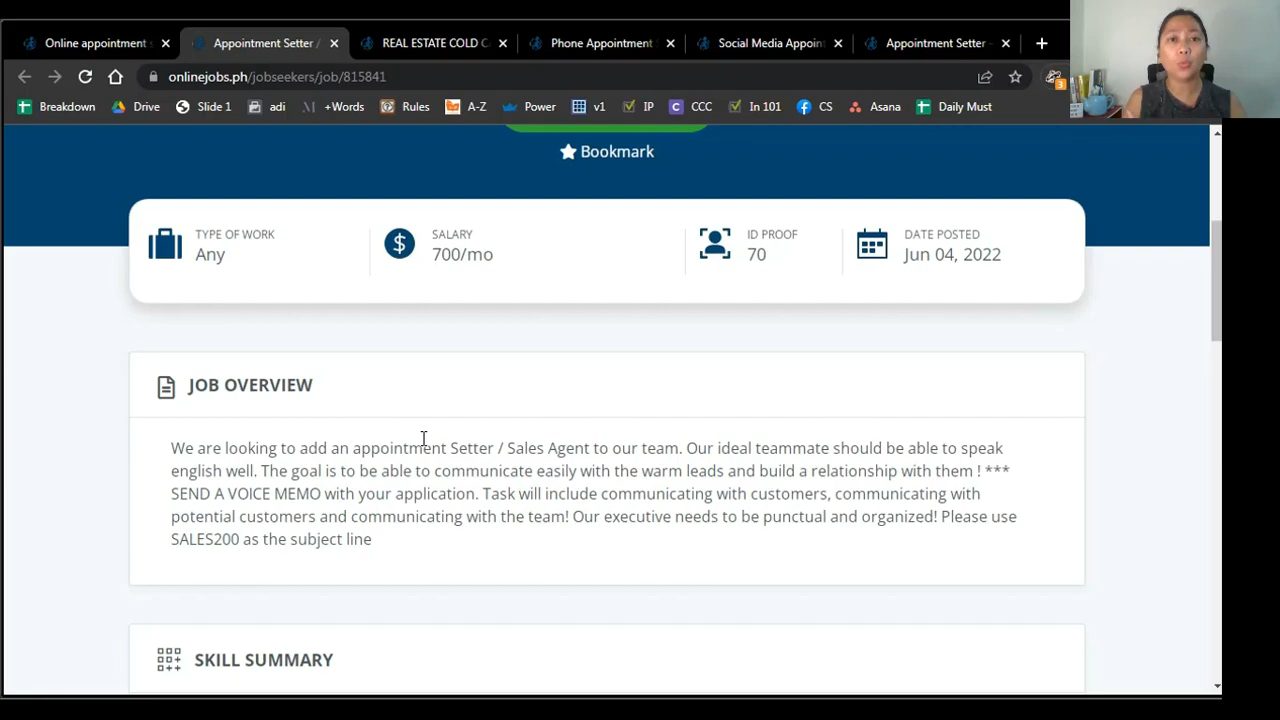 Online appointment
Appointment Setter /
REAL ESTATE COLD C
Phone Appointment
Social Media Appoin
Appointment Setter -
onlinejobs.ph/jobseekers/job/815841
3
Breakdown
Drive
Slide 1
adi
+Words
Rules
A-Z
Power
v1
IP
CCC
In 101
CS
Asana
Daily Must
Bookmark
TYPE OF WORK
Any
SALARY
700/mo
ID PROOF
70
DATE POSTED
Jun 04, 2022
JOB OVERVIEW
We are looking to add an appointment Setter / Sales Agent to our team. Our ideal teammate should be able to speak
english well. The goal is to be able to communicate easily with the warm leads and build a relationship with them ! ***
SEND A VOICE MEMO with your application. Task will include communicating with customers, communicating with
potential customers and communicating with the team! Our executive needs to be punctual and organized! Please use
SALES200 as the subject line
SKILL SUMMARY